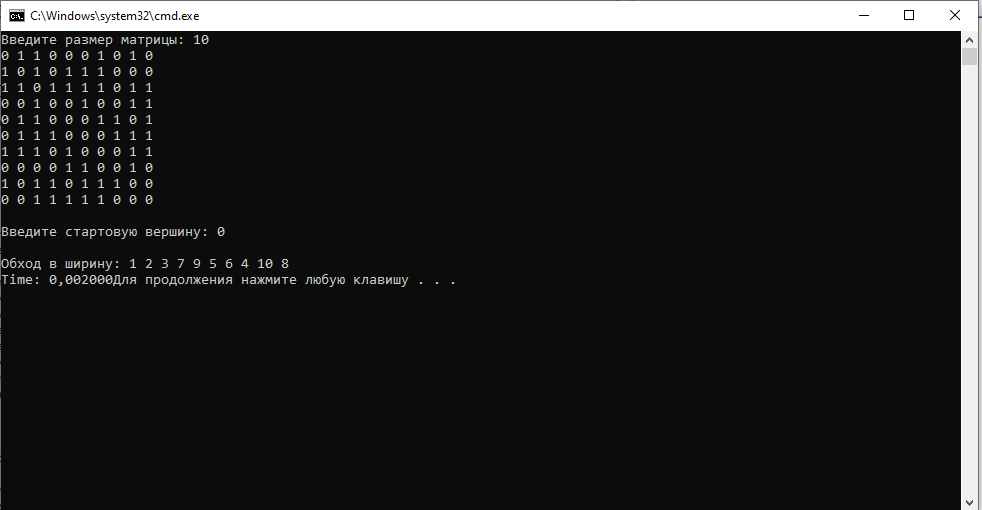 C:\Windows\system32\cmd.exe
Введите размер матрицы: 10
0 1 1 0 0 0 1 0 1 0
1 0 1 0 1 1 1 0 0 0
1 1 0 1 1 1 1 0 1 1
0 0 1 0 0 1 0 0 1 1
0 1 1 0 0 0 1 1 0 1
0 1 1 1 0 0 0 1 1 1
1 1 1 0 1 0 0 0 1 1
0 0 0 0 1 1 0 0 1 0
1 0 1 1 0 1 1 1 0 0
0 0 1 1 1 1 1 0 0 0
Введите стартовую вершину: 0
Обход в ширину: 1 2 3 7 9 5 6 4 10 8
Time: 0,002000Для продолжения нажмите любую клавишу . . .